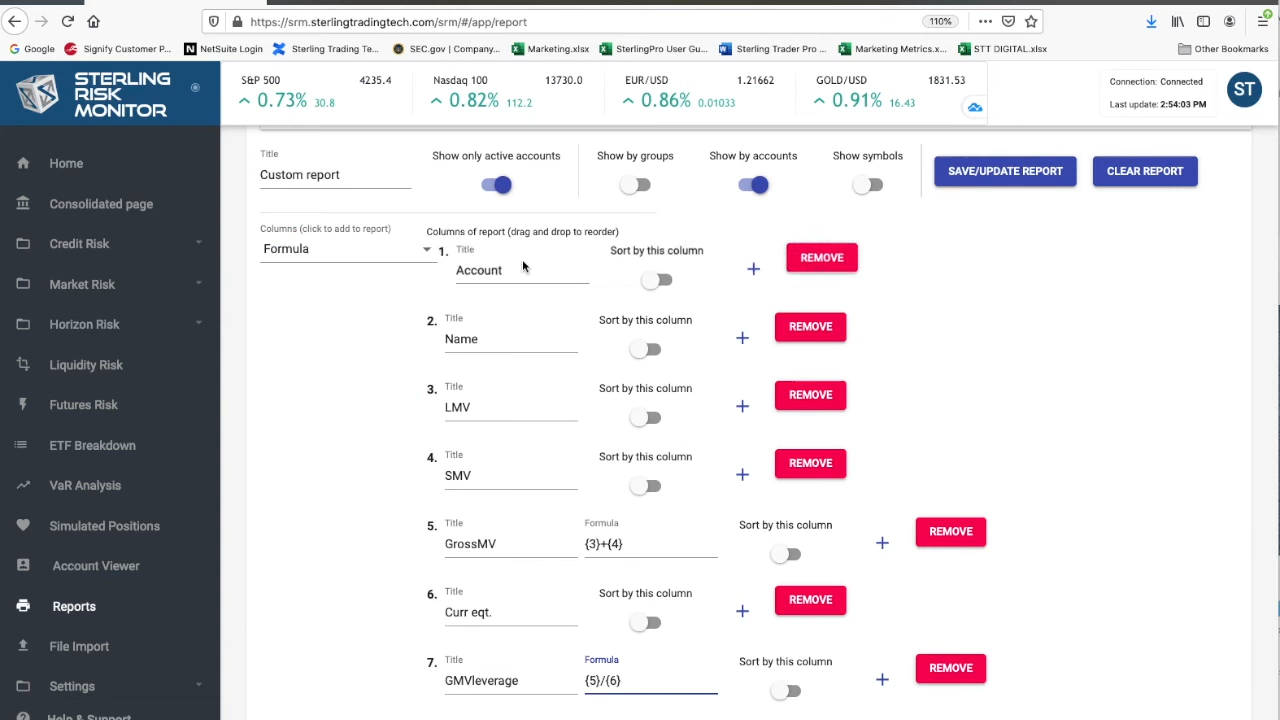 https://srm.sterlingtradingtech.com/srm/#/app/report
110%
Google
Signify Customer P...
NetSuite Login
Sterling Trading Te...
SEC.gov | Company...
Marketing.xlsx
SterlingPro User Gu...
Sterling Trader Pro ...
Marketing Metrics.x...
STT DIGITAL.xlsx
Other Bookmarks
STERLING
RISK
MONITOR
S&P 500 4235.4
0.73% 30.8
Nasdaq 100 13730.0
0.82% 112.2
EUR/USD 1.21662
0.86% 0.01033
GOLD/USD 1831.53
0.91% 16.43
Connection: Connected
Last update: 2:54:03 PM
ST
Home
Consolidated page
Credit Risk
Market Risk
Horizon Risk
Liquidity Risk
Futures Risk
ETF Breakdown
VaR Analysis
Simulated Positions
Account Viewer
Reports
File Import
Settings
Help & Support
Title
Custom report
Show only active accounts
Show by groups
Show by accounts
Show symbols
SAVE/UPDATE REPORT
CLEAR REPORT
Columns (click to add to report)
Formula
Columns of report (drag and drop to reorder)
1. Title
Account
Sort by this column
REMOVE
2. Title
Name
Sort by this column
REMOVE
3. Title
LMV
Sort by this column
REMOVE
4. Title
SMV
Sort by this column
REMOVE
5. Title
GrossMV
Formula
{3}+{4}
Sort by this column
REMOVE
6. Title
Curr eqt.
Sort by this column
REMOVE
7. Title
GMVleverage
Formula
{5}/{6}
Sort by this column
REMOVE